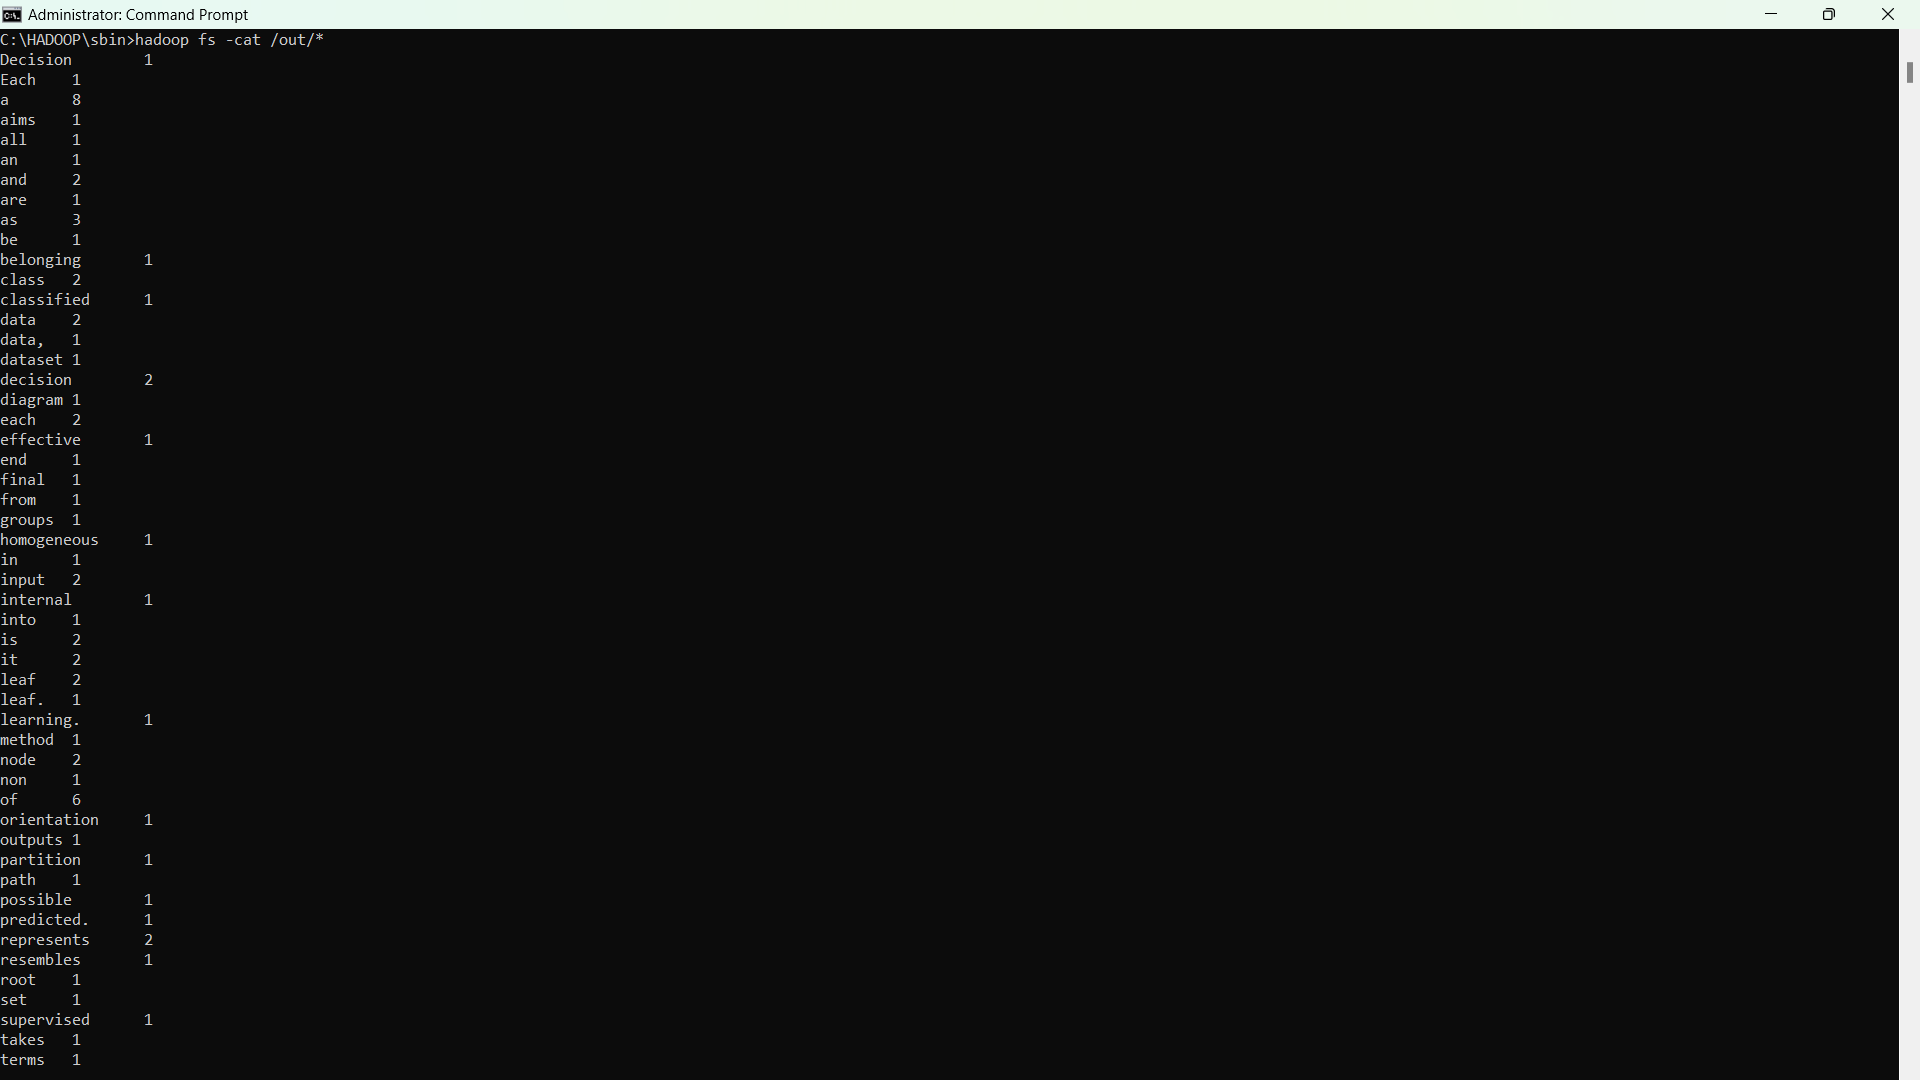 Administrator: Command Prompt
C:\HADOOP\sbin>hadoop fs -cat /out/*
Decision 1
Each 1
a 8
aims 1
all 1
an 1
and 2
are 1
as 3
be 1
belonging 1
class 2
classified 1
data 2
data, 1
dataset 1
decision 2
diagram 1
each 2
effective 1
end 1
final 1
from 1
groups 1
homogeneous 1
in 1
input 2
internal 1
into 1
is 2
it 2
leaf 2
leaf. 1
learning. 1
method 1
node 2
non 1
of 6
orientation 1
outputs 1
partition 1
path 1
possible 1
predicted. 1
represents 2
resembles 1
root 1
set 1
supervised 1
takes 1
terms 1